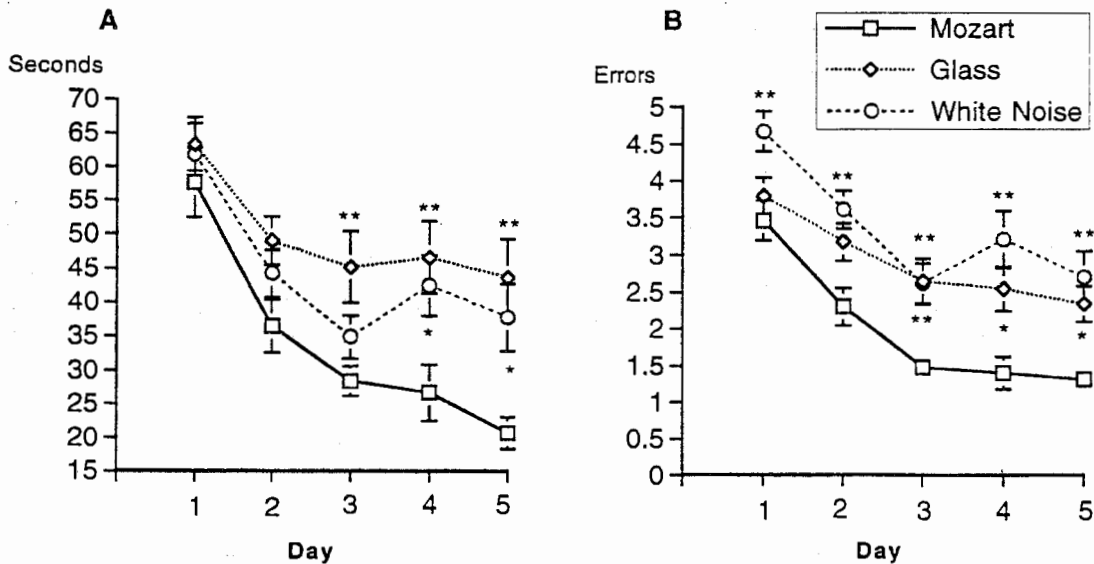 A
Seconds
70
65
60
55
50
45
40
35
30
25
20
15
** ** **
* *
1 2 3 4 5
Day
B
Errors
5
4.5
4
3.5
3
2.5
2
1.5
1
0.5
0
** ** ** ** **
** * *
1 2 3 4 5
Day
Mozart
Glass
White Noise